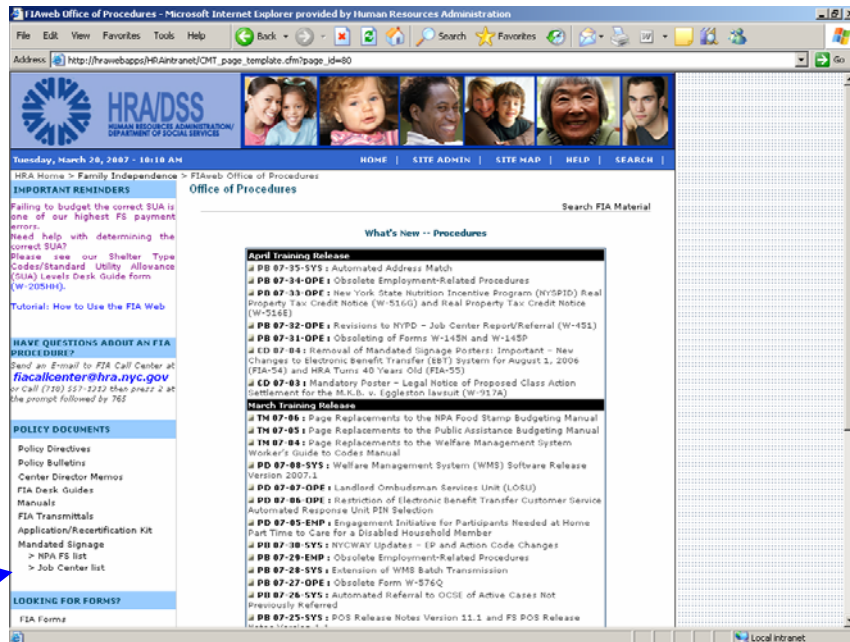 FIAweb Office of Procedures - Microsoft Internet Explorer provided by Human Resources Administration
File Edit View Favorites Tools Help
Back Search Favorites
Address http://hrawebapps/HRAintranet/CMT_page_template.cfm?page_id=80 Go
HRA/DSS
HUMAN RESOURCES ADMINISTRATION/
DEPARTMENT OF SOCIAL SERVICES
Tuesday, March 20, 2007 - 10:10 AM
HOME | SITE ADMIN | SITE MAP | HELP | SEARCH |
HRA Home > Family Independence > FIAweb Office of Procedures
IMPORTANT REMINDERS
Failing to budget the correct SUA is
one of our highest FS payment
errors.
Need help with determining the
correct SUA?
Please see our Shelter Type
Codes/Standard Utility Allowance
(SUA) Levels Desk Guide form
(W-205HH).
Tutorial: How to Use the FIA Web
HAVE QUESTIONS ABOUT AN FIA
PROCEDURE?
Send an E-mail to FIA Call Center at
fiacallcenter@hra.nyc.gov
or Call (718) 557-1313 then press 2 at
the prompt followed by 765
POLICY DOCUMENTS
Policy Directives
Policy Bulletins
Center Director Memos
FIA Desk Guides
Manuals
FIA Transmittals
Application/Recertification Kit
Mandated Signage
> NPA FS list
> Job Center list
LOOKING FOR FORMS?
FIA Forms
Office of Procedures
Search FIA Material
What's New -- Procedures
April Training Release
PB 07-35-SYS : Automated Address Match
PB 07-34-OPE : Obsolete Employment-Related Procedures
PB 07-33-OPE : New York State Nutrition Incentive Program (NYSPID) Real
Property Tax Credit Notice (W-516G) and Real Property Tax Credit Notice
(W-516E)
PB 07-32-OPE : Revisions to NYPD - Job Center Report/Referral (W-451)
PB 07-31-OPE : Obsoleting of Forms W-145N and W-145P
CD 07-04 : Removal of Mandated Signage Posters: Important - New
Changes to Electronic Benefit Transfer (EBT) System for August 1, 2006
(FIA-54) and HRA Turns 40 Years Old (FIA-55)
CD 07-03 : Mandatory Poster - Legal Notice of Proposed Class Action
Settlement for the M.K.B. v. Eggleston lawsuit (W-917A)
March Training Release
TM 07-06 : Page Replacements to the NPA Food Stamp Budgeting Manual
TM 07-05 : Page Replacements to the Public Assistance Budgeting Manual
TM 07-04 : Page Replacements to the Welfare Management System
Worker's Guide to Codes Manual
PD 07-08-SYS : Welfare Management System (WMS) Software Release
Version 2007.1
PD 07-07-OPE : Landlord Ombudsman Services Unit (LOSU)
PD 07-06-OPE : Restriction of Electronic Benefit Transfer Customer Service
Automated Response Unit PIN Selection
PD 07-05-EMP : Engagement Initiative for Participants Needed at Home
Part Time to Care for a Disabled Household Member
PB 07-30-SYS : NYCWAY Updates - EP and Action Code Changes
PB 07-29-EMP : Obsolete Employment-Related Procedures
PB 07-28-SYS : Extension of WMS Batch Transmission
PB 07-27-OPE : Obsolete Form W-576Q
PB 07-26-SYS : Automated Referral to OCSE of Active Cases Not
Previously Referred
PB 07-25-SYS : POS Release Notes Version 11.1 and FS POS Release
Local intranet